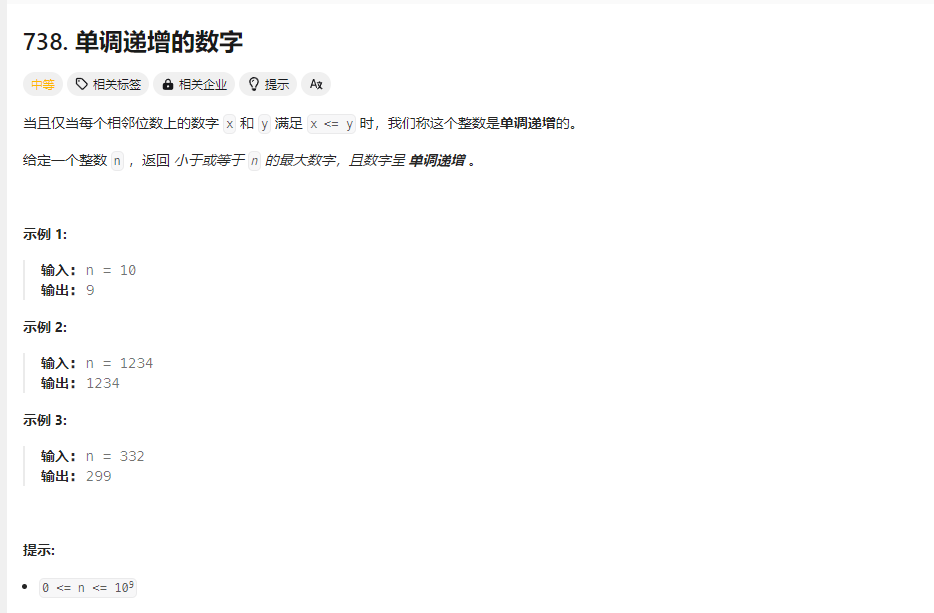 738. 单调递增的数字
中等 相关标签 相关企业 提示 Ax
当且仅当每个相邻位数上的数字 x 和 y 满足 x <= y 时，我们称这个整数是单调递增的。
给定一个整数 n ，返回 小于或等于 n 的最大数字，且数字呈 单调递增 。
示例 1:
输入: n = 10
输出: 9
示例 2:
输入: n = 1234
输出: 1234
示例 3:
输入: n = 332
输出: 299
提示:
• 0 <= n <= 10⁹